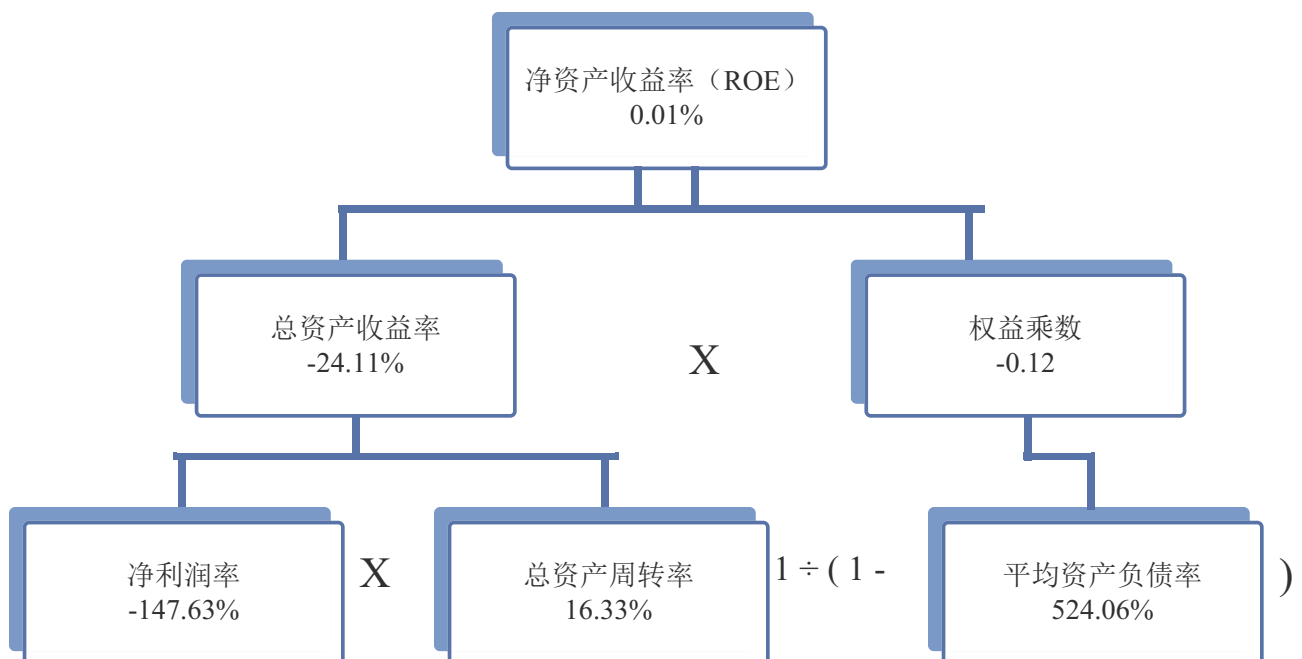 净资产收益率（ROE）
0.01%
总资产收益率
-24.11%
X
权益乘数
-0.12
净利润率
-147.63%
X
总资产周转率
16.33%
1 ÷ ( 1 -
平均资产负债率
524.06%
)